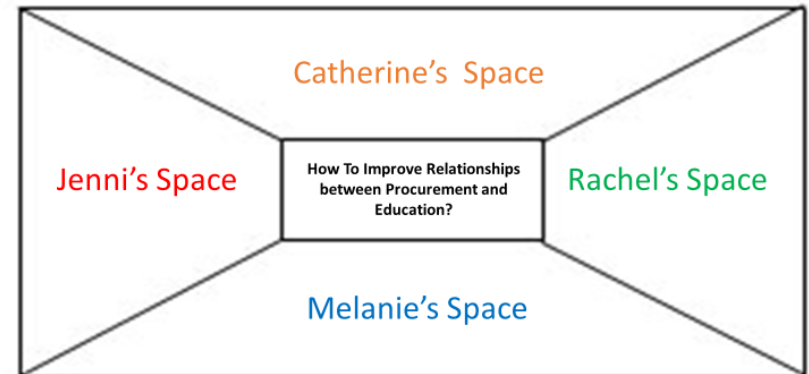 Catherine's  Space
Jenni's Space
How To Improve Relationships
between Procurement and
Education?
Rachel's Space
Melanie's Space